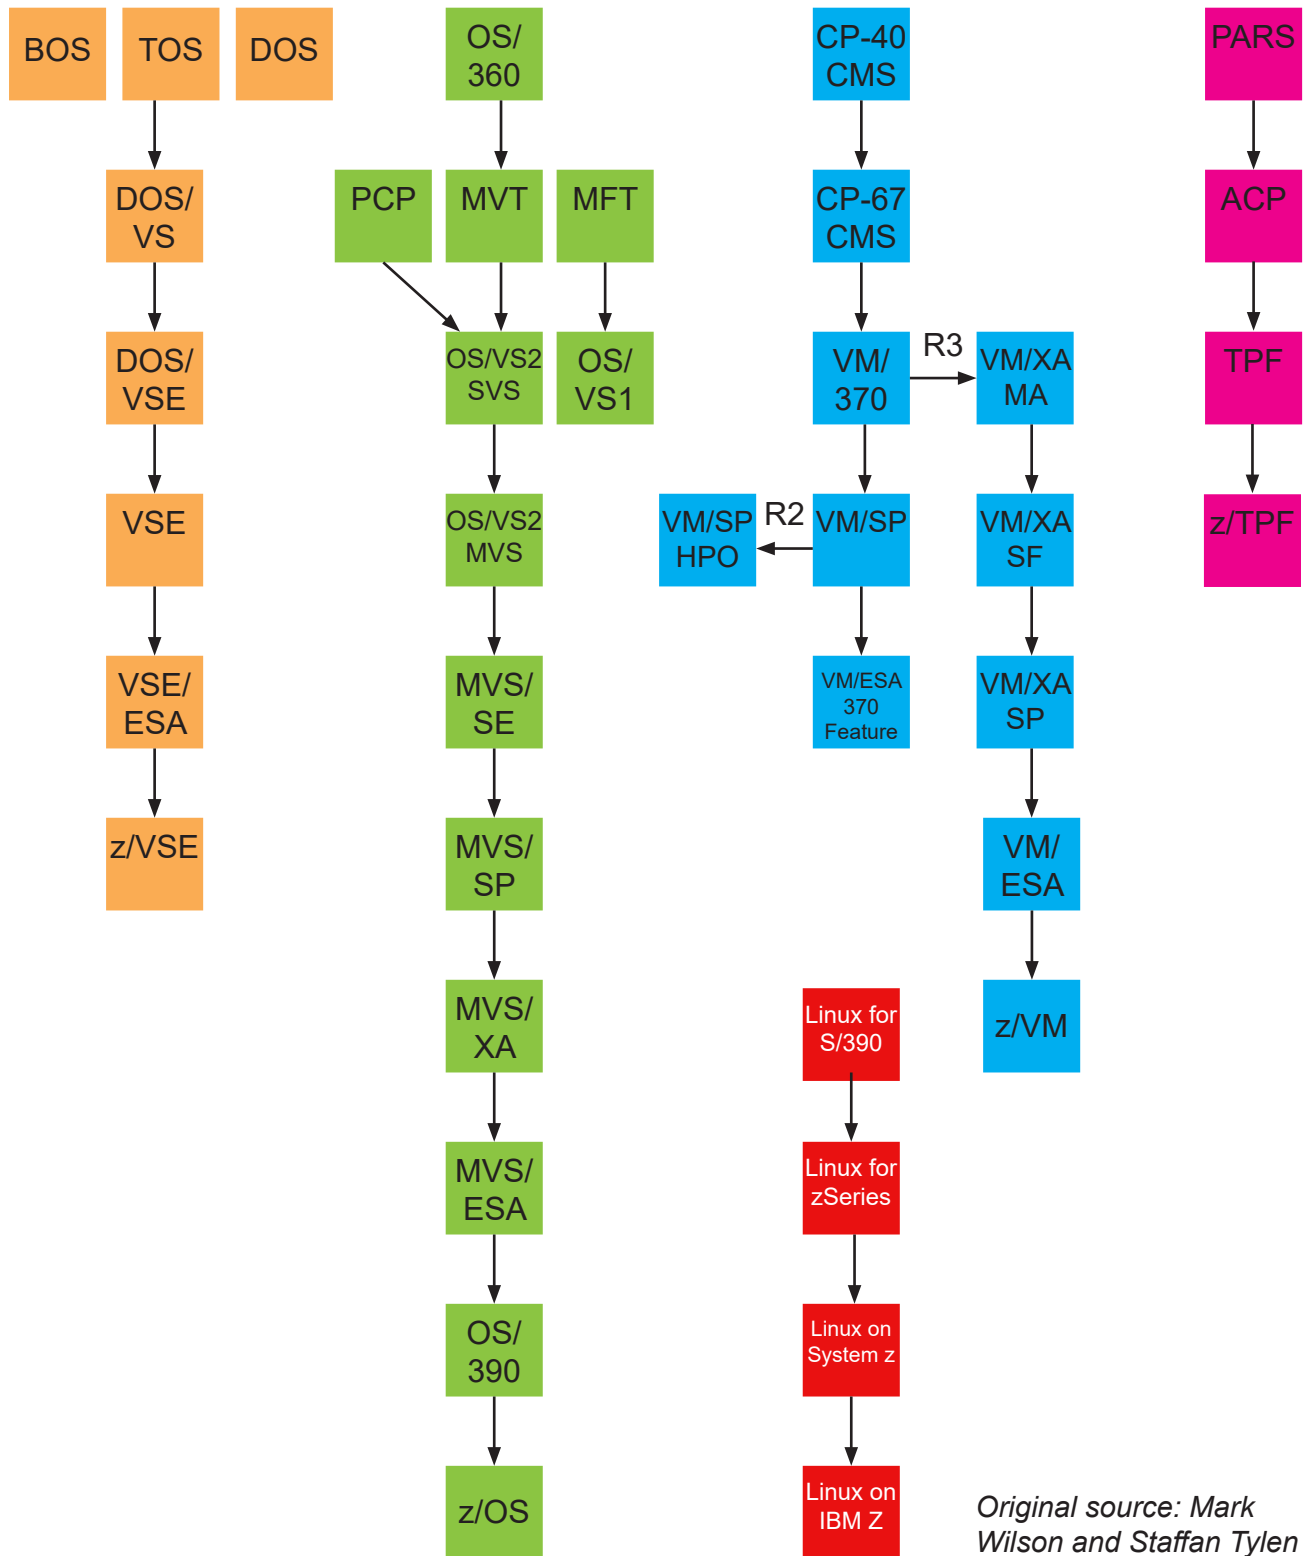 BOS
TOS
DOS
OS/
360
CP-40
CMS
PARS
DOS/
VS
PCP
MVT
MFT
CP-67
CMS
ACP
DOS/
VSE
OS/VS2
SVS
OS/
VS1
VM/
370
R3
VM/XA
MA
TPF
VSE
OS/VS2
MVS
VM/SP
HPO
R2
VM/SP
VM/XA
SF
z/TPF
VSE/
ESA
MVS/
SE
VM/ESA
370
Feature
VM/XA
SP
z/VSE
MVS/
SP
VM/
ESA
MVS/
XA
Linux for
S/390
z/VM
MVS/
ESA
Linux for
zSeries
OS/
390
Linux on
System z
z/OS
Linux on
IBM Z
Original source: Mark
Wilson and Staffan Tylen